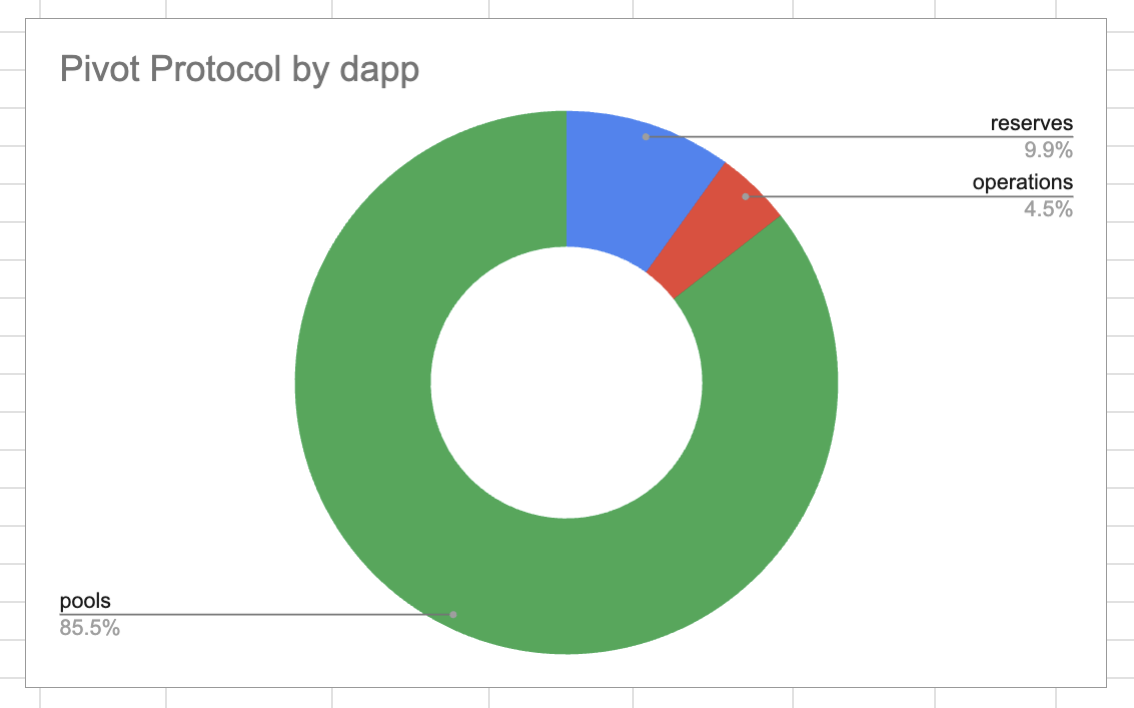 Pivot Protocol by dapp
reserves
9.9%
operations
4.5%
pools
85.5%